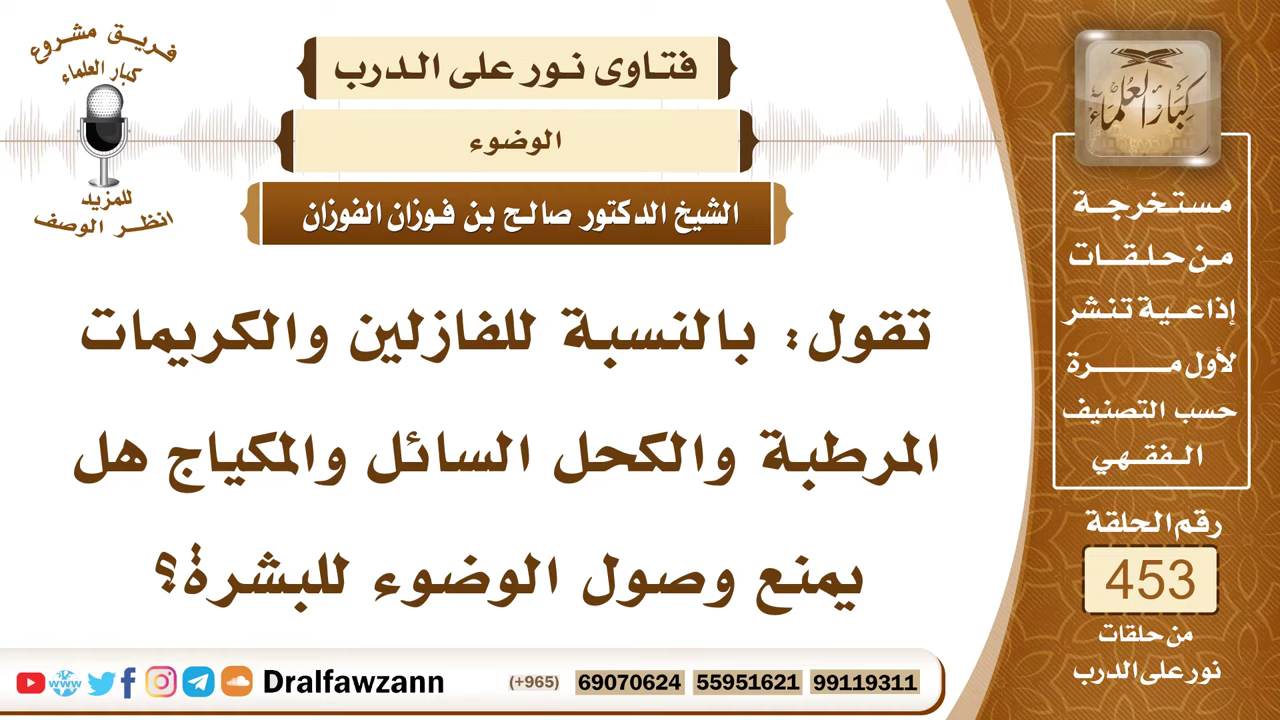 فريق مشروع
كبار العلماء
للمزيد
انظر الوصف
فتاوى نور على الدرب
الوضوء
الشيخ الدكتور صالح بن فوزان الفوزان
تقول: بالنسبة للفازلين والكريمات
المرطبة والكحل السائل والمكياج هل
يمنع وصول الوضوء للبشرة؟
كبار العلماء
مستخرجة
من حلقات
إذاعية تنشر
لأول مرة
حسب التصنيف
الفقهي
رقم الحلقة
453
من حلقات
نور على الدرب
www
Dralfawzann
(+965) 69070624 55951621 99119311